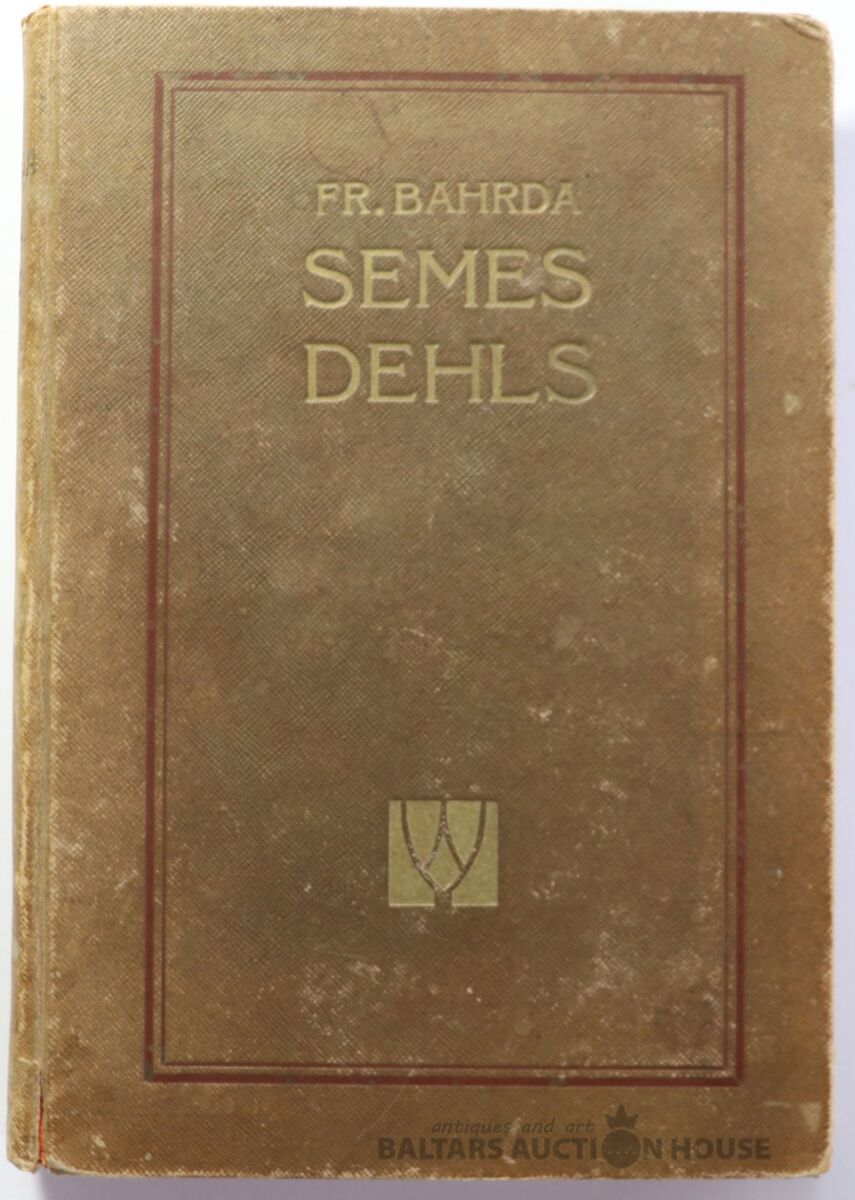 FR. BAHRDA
SEMES
DEHLS
antiques and art
BALTARS AUCTION HOUSE